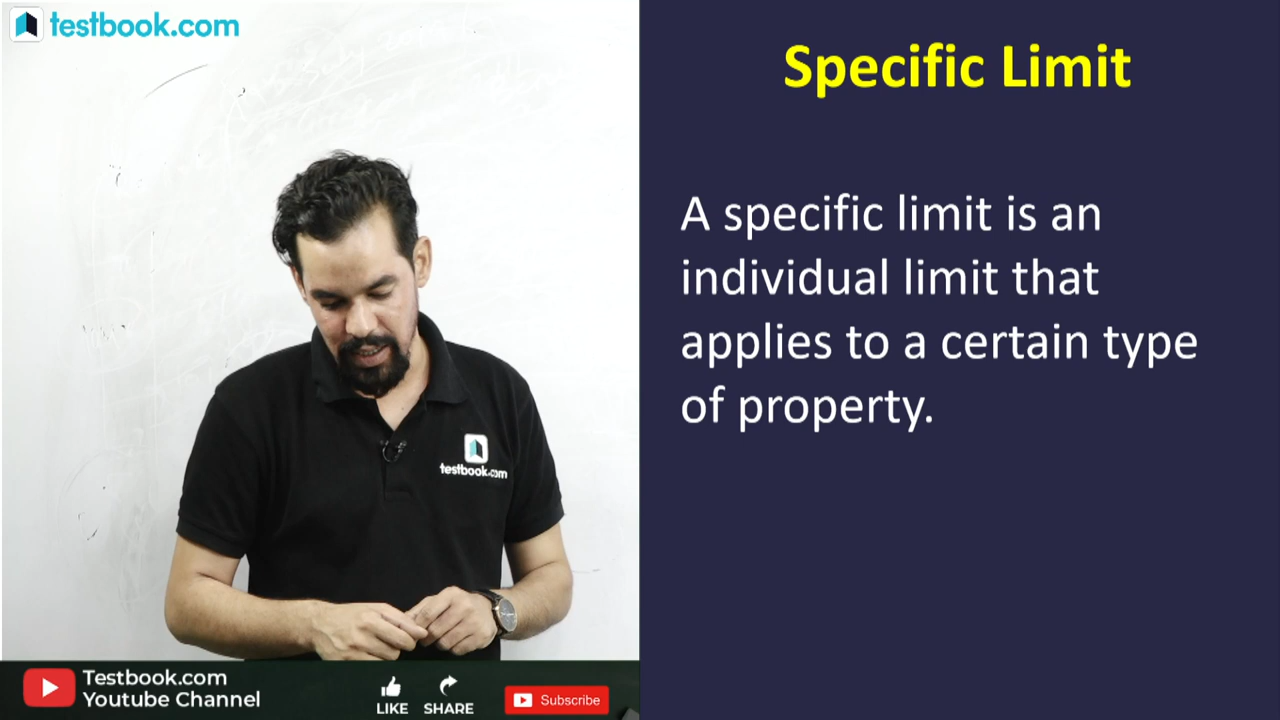 testbook.com
Specific Limit
A specific limit is an
individual limit that
applies to a certain type
of property.
testbook.com
Testbook.com
Youtube Channel
LIKE
SHARE
Subscribe